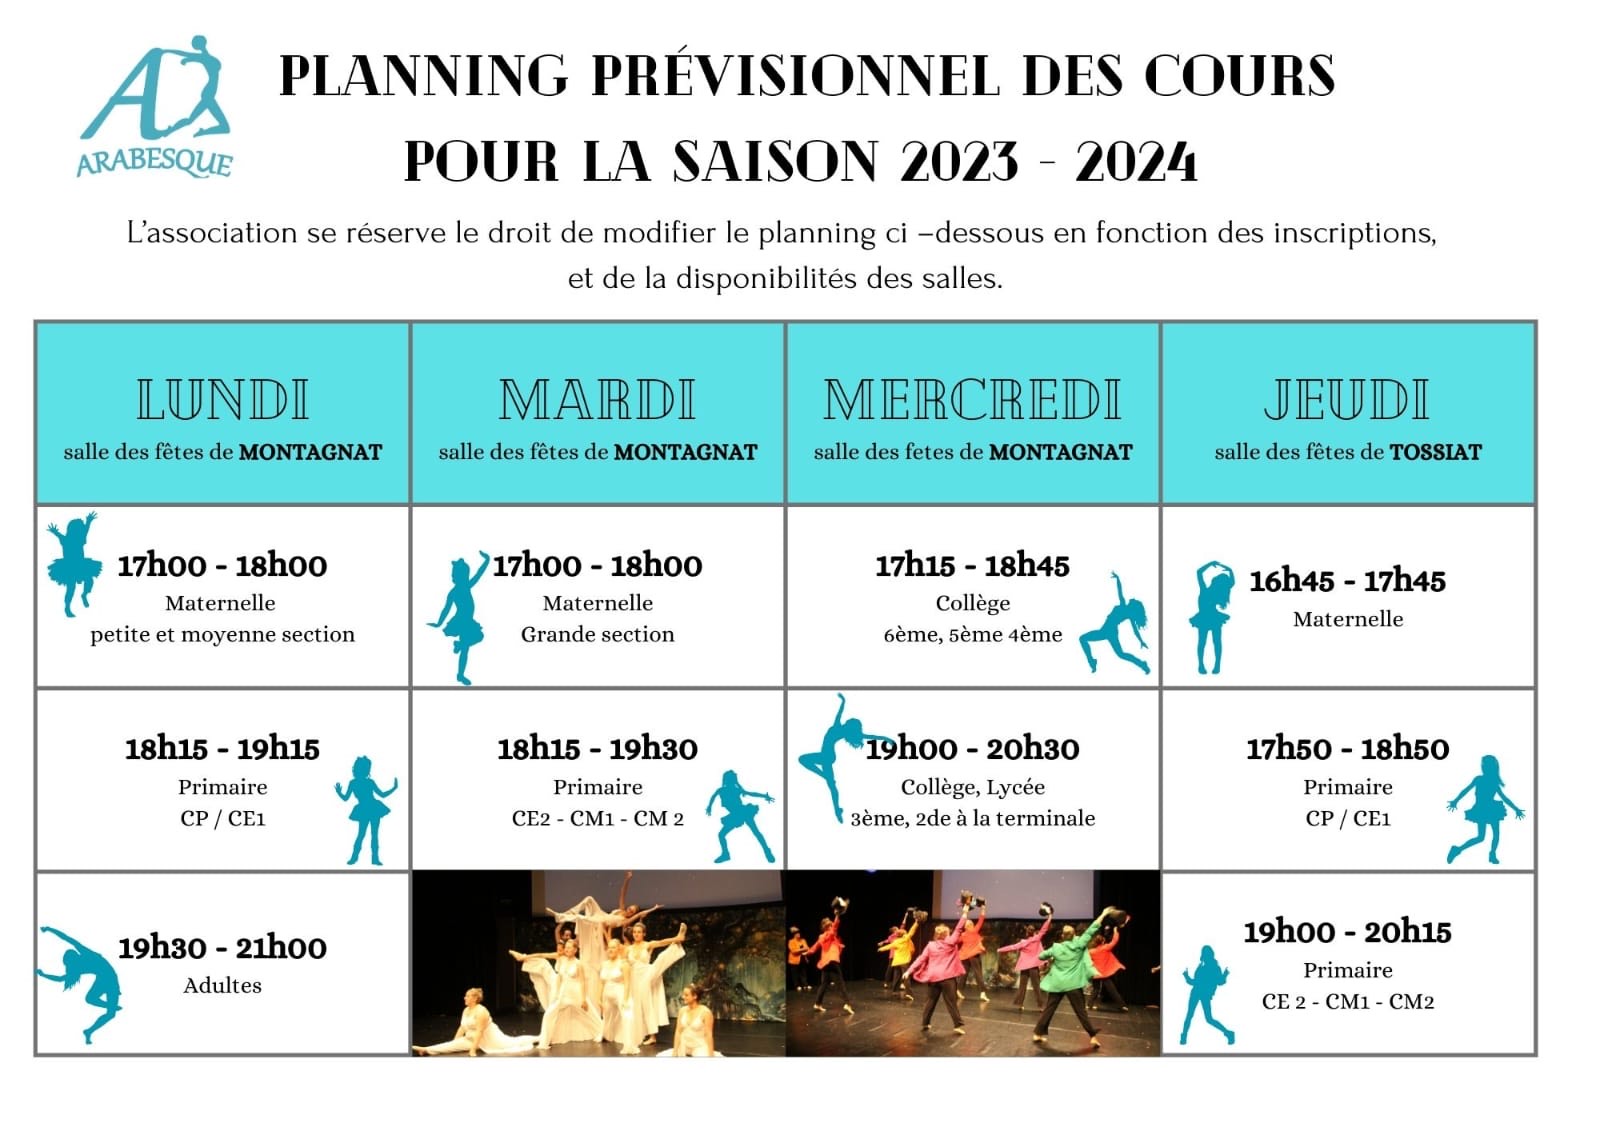 ARABESQUE
PLANNING PRÉVISIONNEL DES COURS
POUR LA SAISON 2023 - 2024
L'association se réserve le droit de modifier le planning ci –dessous en fonction des inscriptions,
et de la disponibilités des salles.
LUNDI
salle des fêtes de MONTAGNAT
MARDI
salle des fêtes de MONTAGNAT
MERCREDI
salle des fetes de MONTAGNAT
JEUDI
salle des fêtes de TOSSIAT
17h00 - 18h00
Maternelle
petite et moyenne section
17h00 - 18h00
Maternelle
Grande section
17h15 - 18h45
Collège
6ème, 5ème 4ème
16h45 - 17h45
Maternelle
18h15 - 19h15
Primaire
CP / CE1
18h15 - 19h30
Primaire
CE2 - CM1 - CM 2
19h00 - 20h30
Collège, Lycée
3ème, 2de à la terminale
17h50 - 18h50
Primaire
CP / CE1
19h30 - 21h00
Adultes
19h00 - 20h15
Primaire
CE 2 - CM1 - CM2